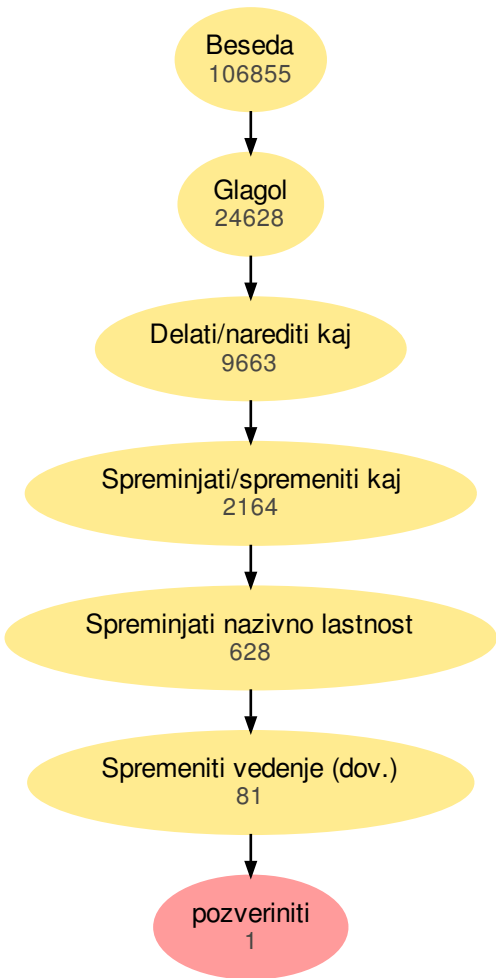 Beseda
106855
Glagol
24628
Delati/narediti kaj
9663
Spreminjati/spremeniti kaj
2164
Spreminjati nazivno lastnost
628
Spremeniti vedenje (dov.)
81
pozveriniti
1